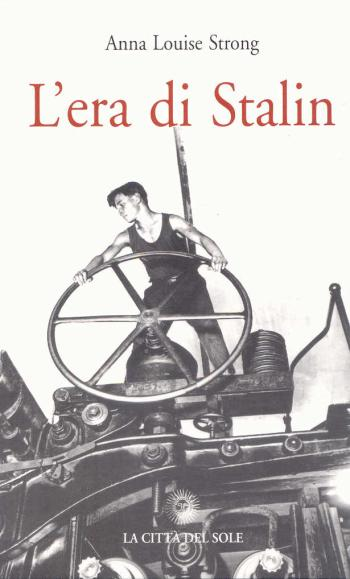 Anna Louise Strong
L'era di Stalin
LA CITTÀ DEL SOLE